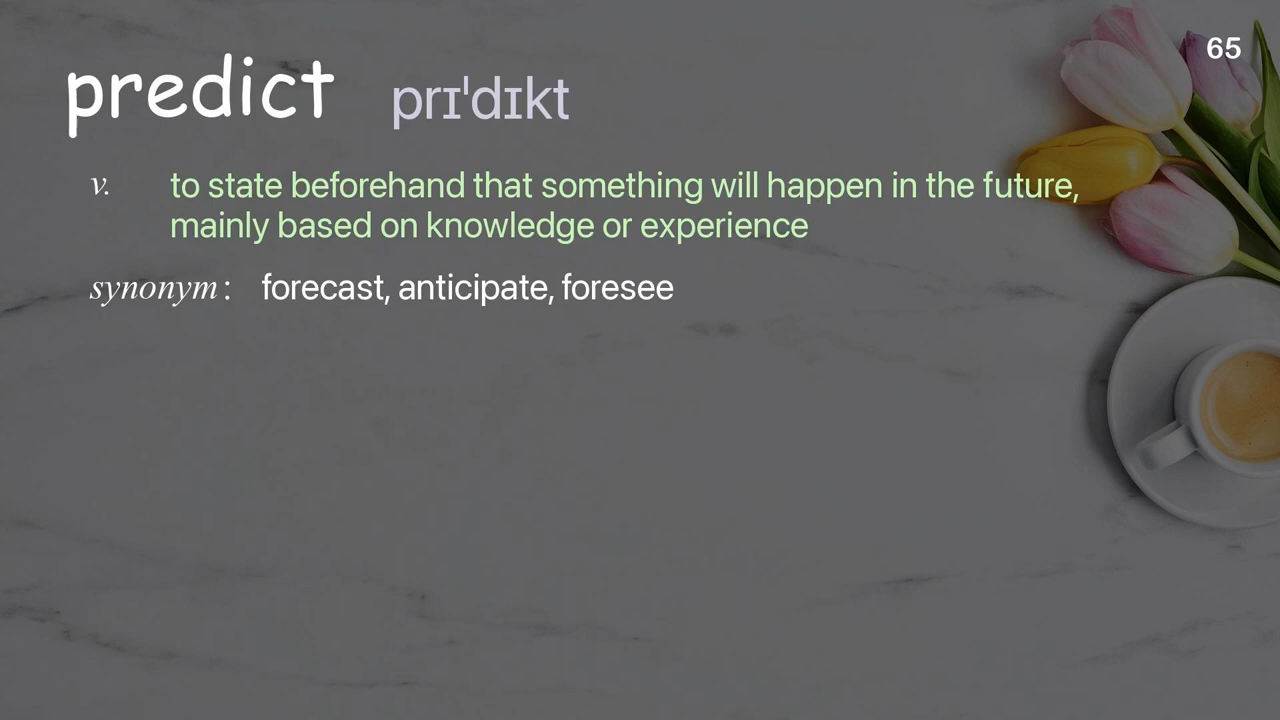 65
predict prɪˈdɪkt
v. to state beforehand that something will happen in the future,
mainly based on knowledge or experience
synonym : forecast, anticipate, foresee